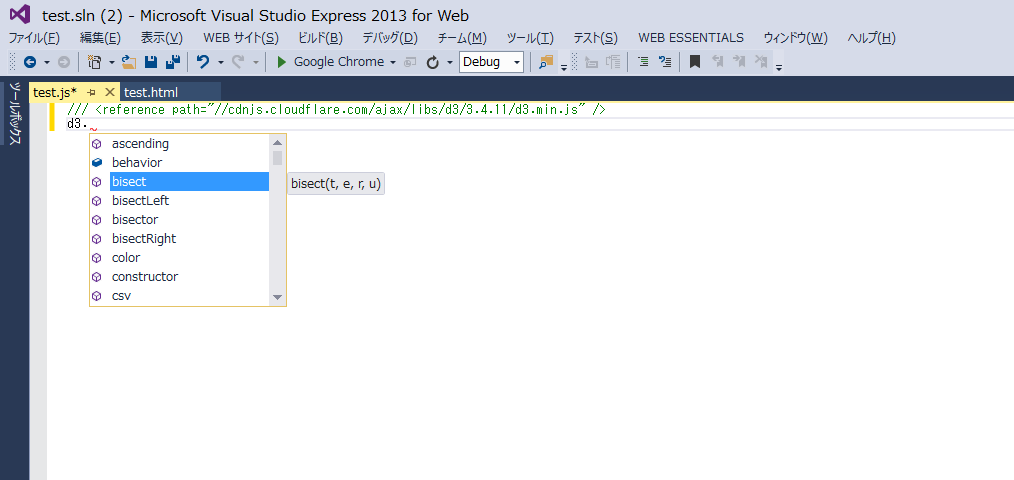 test.sln (2) - Microsoft Visual Studio Express 2013 for Web
ファイル(F) 編集(E) 表示(V) WEB サイト(S) ビルド(B) デバッグ(D) チーム(M) ツール(T) テスト(S) WEB ESSENTIALS ウィンドウ(W) ヘルプ(H)
Google Chrome Debug
ツールボックス
test.js* test.html
/// <reference path="//cdnjs.cloudflare.com/ajax/libs/d3/3.4.11/d3.min.js" />
d3.
ascending
behavior
bisect bisect(t, e, r, u)
bisectLeft
bisector
bisectRight
color
constructor
csv